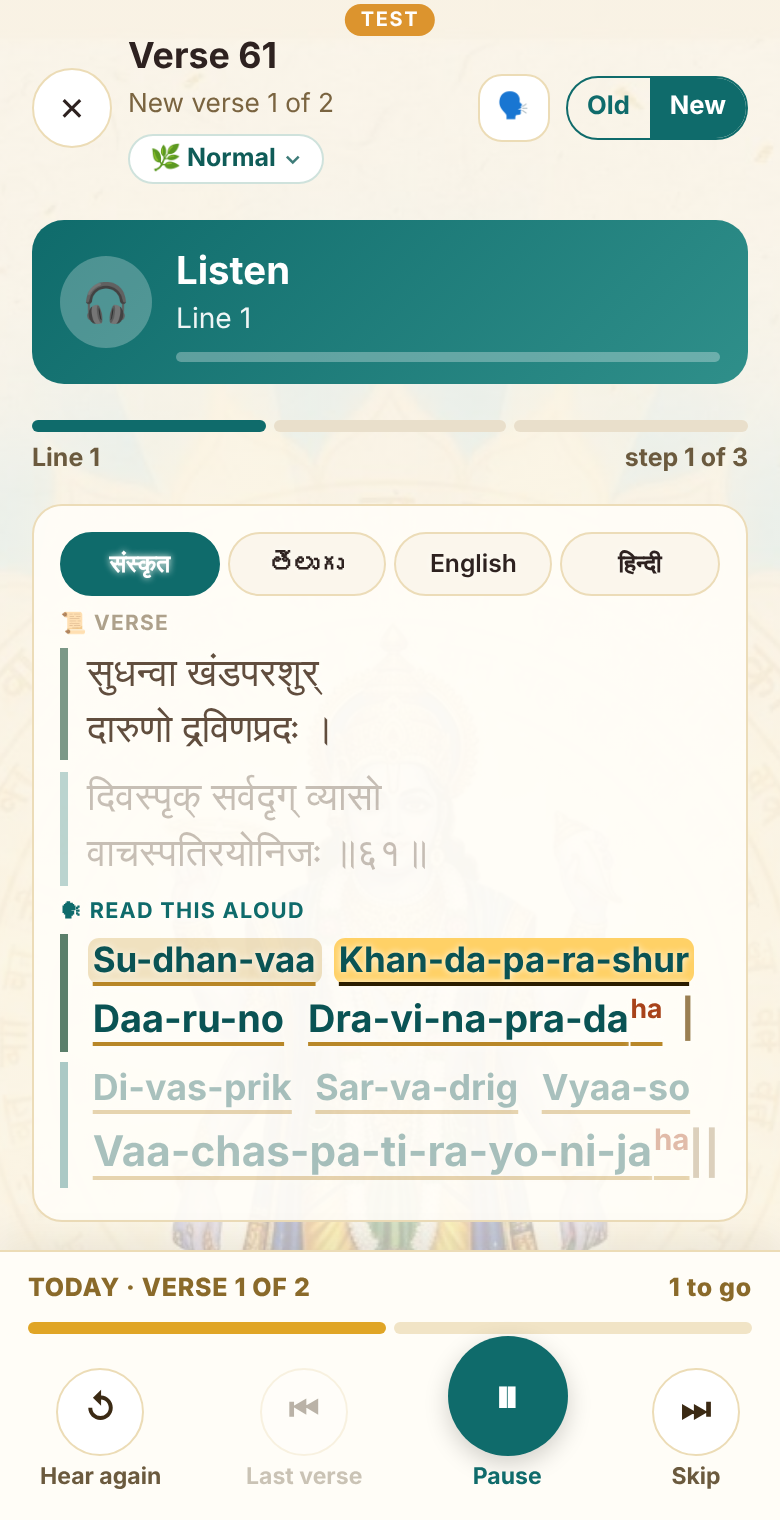 TEST
Verse 61
New verse 1 of 2
🌿 Normal
Old New
Listen
Line 1
Line 1 step 1 of 3
संस्कृत తెలుగు English हिन्दी
📜 VERSE
सुधन्वा खंडपरशुर्
दारुणो द्रविणप्रदः ।
दिवस्पृक् सर्वदृग् व्यासो
वाचस्पतिरयोनिजः ॥६१॥
🗣 READ THIS ALOUD
Su-dhan-vaa Khan-da-pa-ra-shur
Daa-ru-no Dra-vi-na-pra-daha |
Di-vas-prik Sar-va-drig Vyaa-so
Vaa-chas-pa-ti-ra-yo-ni-jaha||
TODAY · VERSE 1 OF 2 1 to go
Hear again Last verse Pause Skip